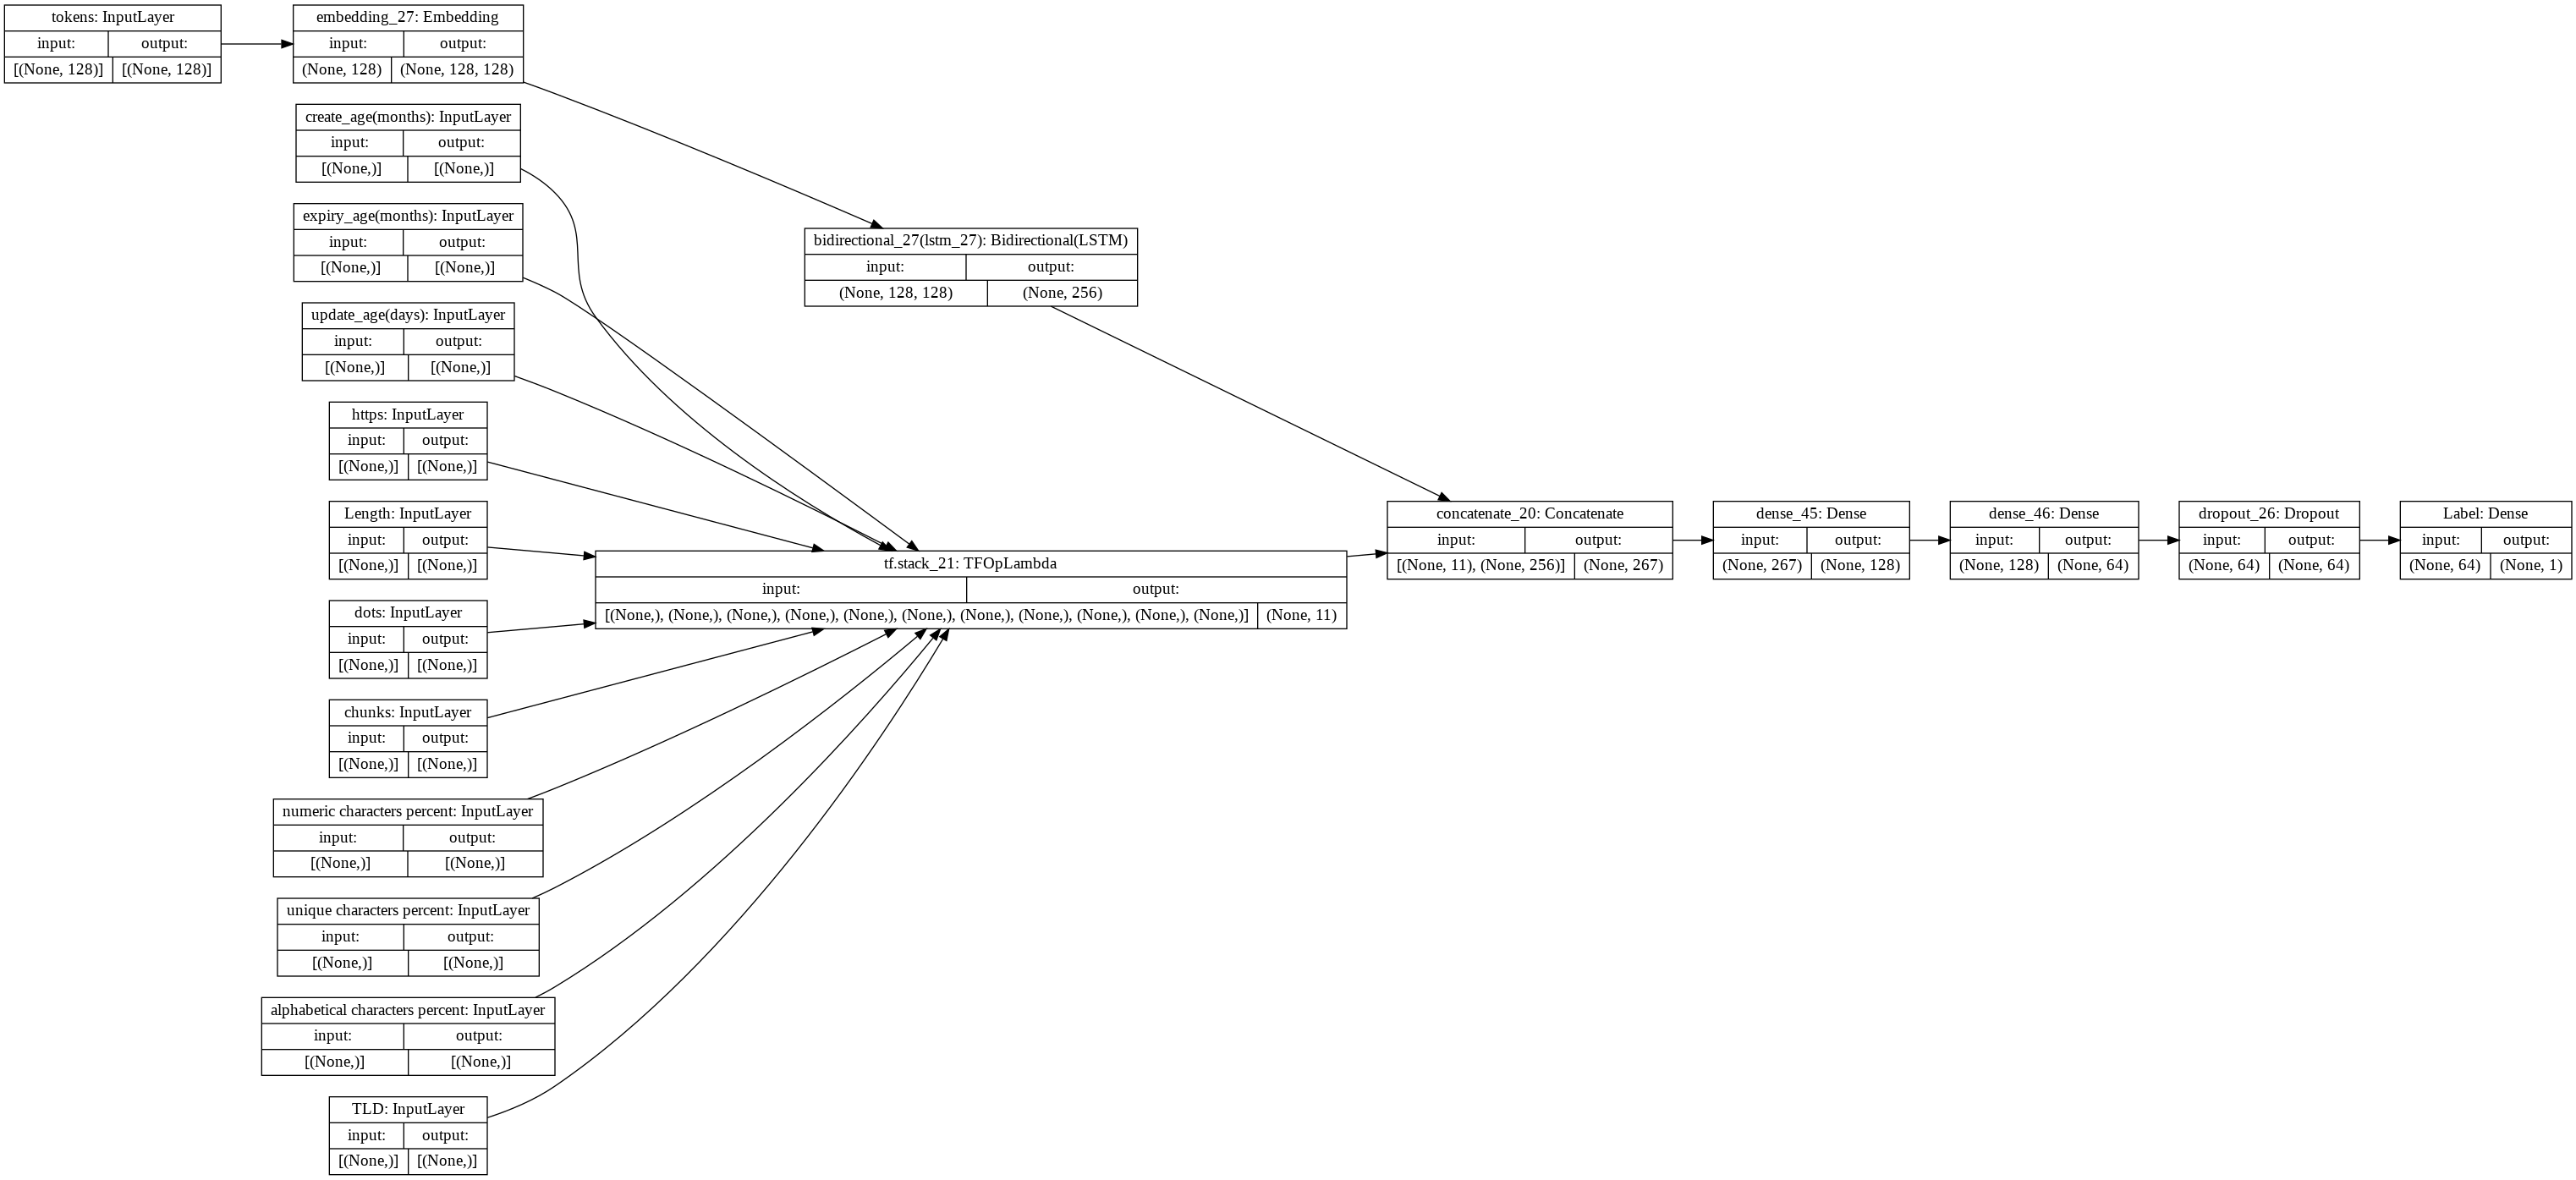 tokens: InputLayer
input: output:
[(None, 128)] [(None, 128)]
embedding_27: Embedding
input: output:
(None, 128) (None, 128, 128)
create_age(months): InputLayer
input: output:
[(None,)] [(None,)]
expiry_age(months): InputLayer
input: output:
[(None,)] [(None,)]
update_age(days): InputLayer
input: output:
[(None,)] [(None,)]
https: InputLayer
input: output:
[(None,)] [(None,)]
Length: InputLayer
input: output:
[(None,)] [(None,)]
dots: InputLayer
input: output:
[(None,)] [(None,)]
chunks: InputLayer
input: output:
[(None,)] [(None,)]
numeric characters percent: InputLayer
input: output:
[(None,)] [(None,)]
unique characters percent: InputLayer
input: output:
[(None,)] [(None,)]
alphabetical characters percent: InputLayer
input: output:
[(None,)] [(None,)]
TLD: InputLayer
input: output:
[(None,)] [(None,)]
bidirectional_27(lstm_27): Bidirectional(LSTM)
input: output:
(None, 128, 128) (None, 256)
tf.stack_21: TFOpLambda
input: output:
[(None,), (None,), (None,), (None,), (None,), (None,), (None,), (None,), (None,), (None,), (None,)] (None, 11)
concatenate_20: Concatenate
input: output:
[(None, 11), (None, 256)] (None, 267)
dense_45: Dense
input: output:
(None, 267) (None, 128)
dense_46: Dense
input: output:
(None, 128) (None, 64)
dropout_26: Dropout
input: output:
(None, 64) (None, 64)
Label: Dense
input: output:
(None, 64) (None, 1)